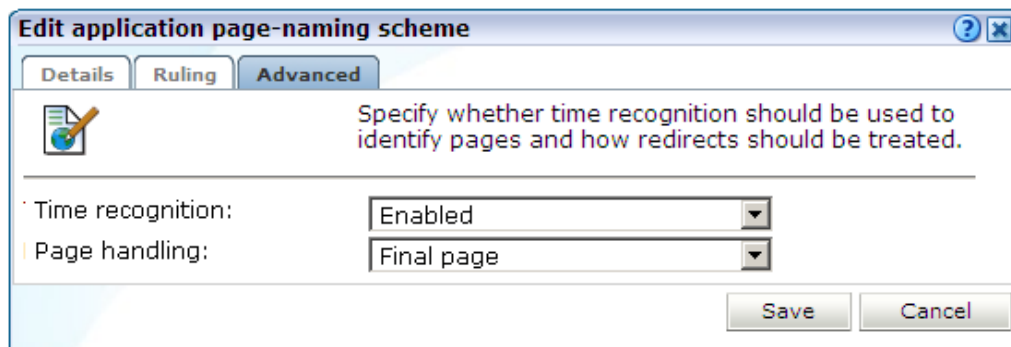 Edit application page-naming scheme
?
Details Ruling Advanced
Specify whether time recognition should be used to
identify pages and how redirects should be treated.
Time recognition: Enabled
Page handling: Final page
Save Cancel